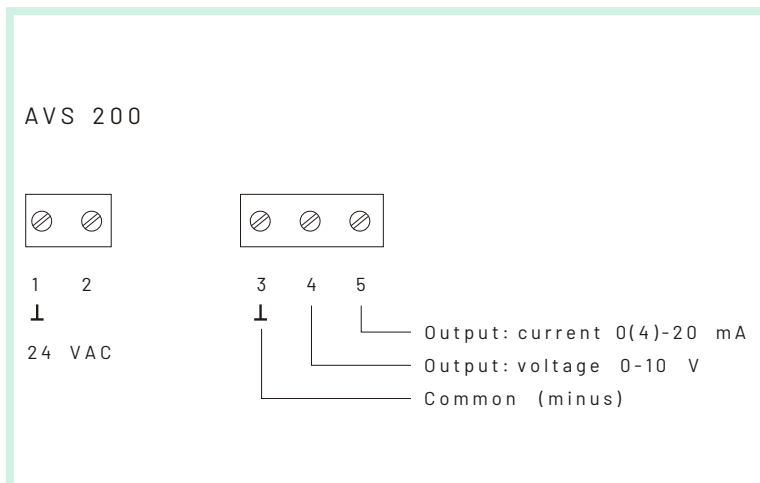 AVS 200
1 2
3 4 5
⊥ ⊥
24 VAC
Output: current 0(4)-20 mA
Output: voltage 0-10 V
Common (minus)